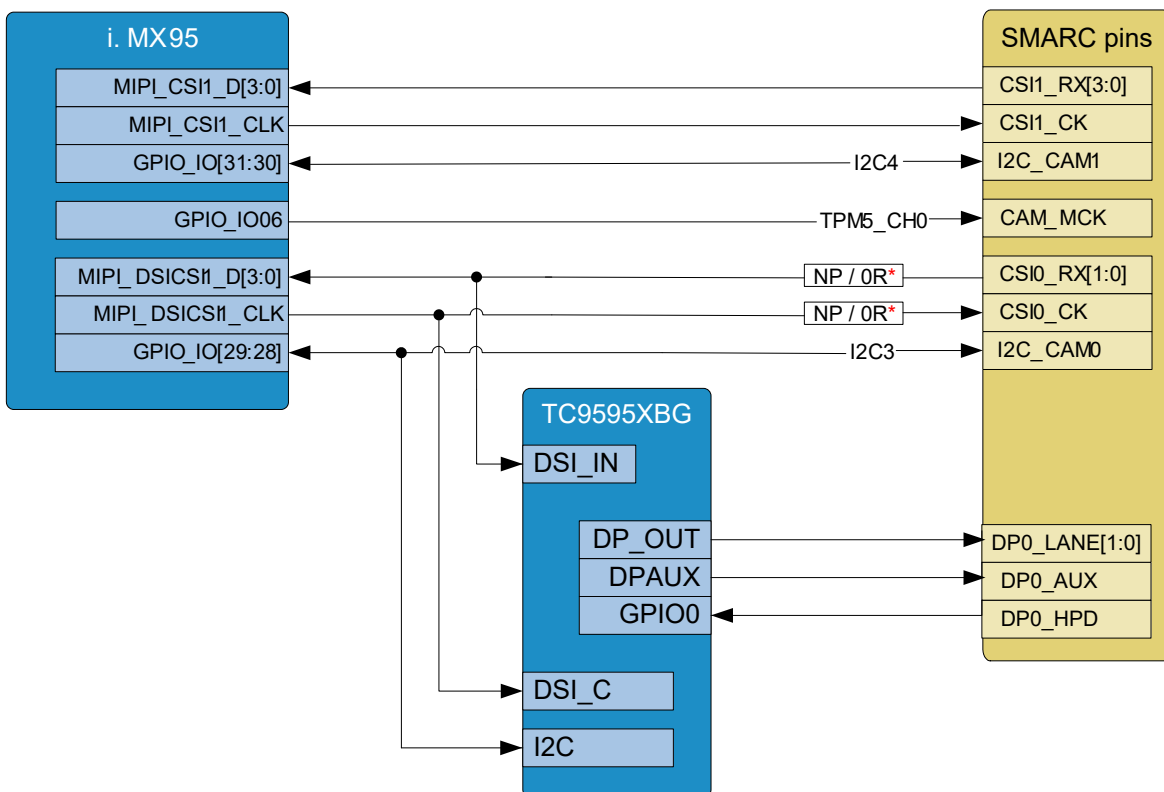 i. MX95
MIPI_CSI1_D[3:0]
MIPI_CSI1_CLK
GPIO_IO[31:30]
GPIO_IO06
MIPI_DSICSI1_D[3:0]
MIPI_DSICSI1_CLK
GPIO_IO[29:28]
I2C4
TPM5_CH0
NP / 0R*
NP / 0R*
I2C3
SMARC pins
CSI1_RX[3:0]
CSI1_CK
I2C_CAM1
CAM_MCK
CSI0_RX[1:0]
CSI0_CK
I2C_CAM0
DP0_LANE[1:0]
DP0_AUX
DP0_HPD
TC9595XBG
DSI_IN
DP_OUT
DPAUX
GPIO0
DSI_C
I2C